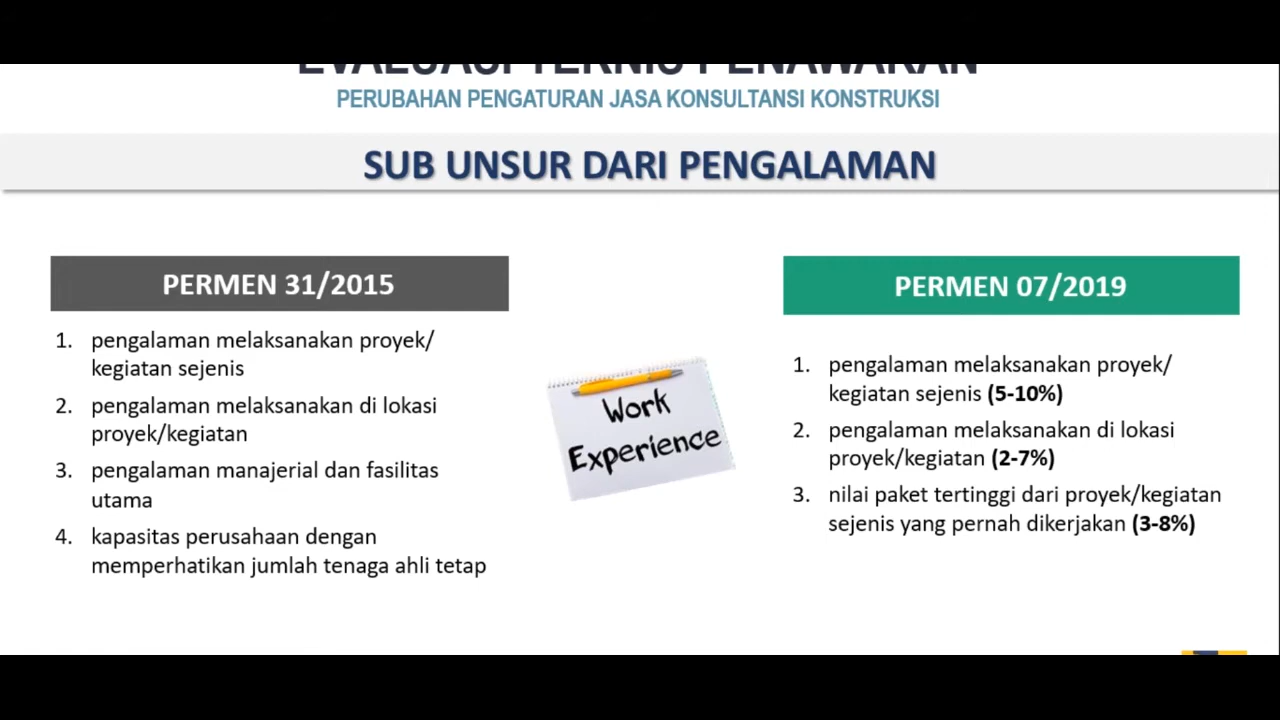 EVALUASI TEKNIS PENAWARAN
PERUBAHAN PENGATURAN JASA KONSULTANSI KONSTRUKSI
SUB UNSUR DARI PENGALAMAN
PERMEN 31/2015
1. pengalaman melaksanakan proyek/
kegiatan sejenis
2. pengalaman melaksanakan di lokasi
proyek/kegiatan
3. pengalaman manajerial dan fasilitas
utama
4. kapasitas perusahaan dengan
memperhatikan jumlah tenaga ahli tetap
Work
Experience
PERMEN 07/2019
1. pengalaman melaksanakan proyek/
kegiatan sejenis (5-10%)
2. pengalaman melaksanakan di lokasi
proyek/kegiatan (2-7%)
3. nilai paket tertinggi dari proyek/kegiatan
sejenis yang pernah dikerjakan (3-8%)